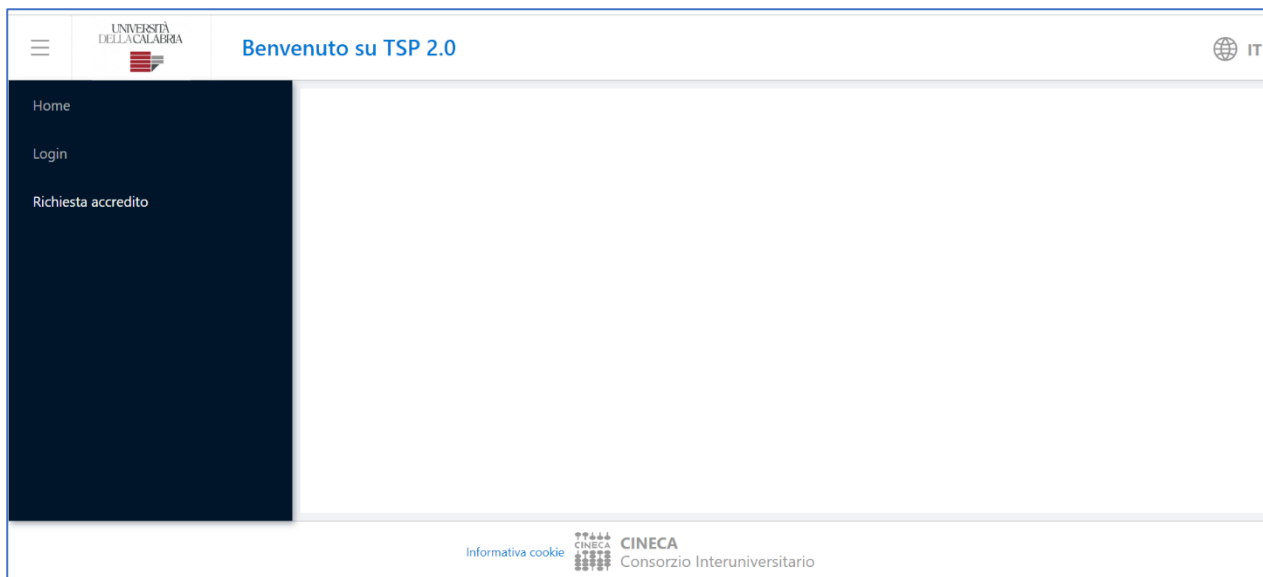 UNIVERSITÀ
DELLA CALABRIA
Benvenuto su TSP 2.0
IT
Home
Login
Richiesta accredito
Informativa cookie
CINECA
CINECA
Consorzio Interuniversitario